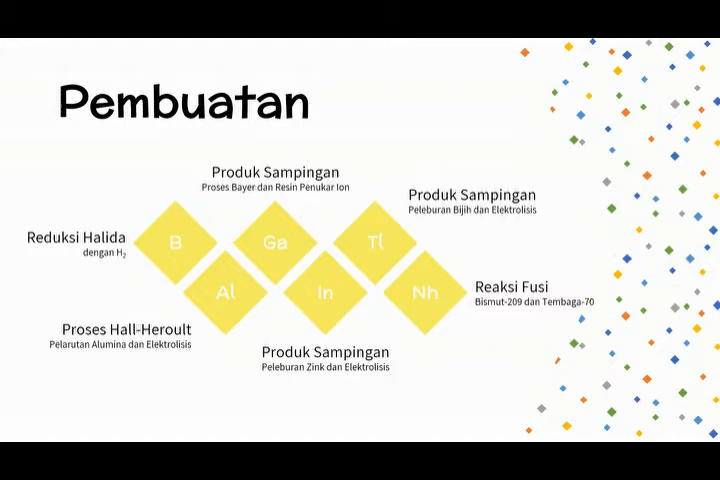 Pembuatan
Produk Sampingan
Proses Bayer dan Resin Penukar Ion
Produk Sampingan
Peleburan Bijih dan Elektrolisis
Reduksi Halida
dengan H₂
B
Ga
Tl
Al
In
Nh
Reaksi Fusi
Bismut-209 dan Tembaga-70
Proses Hall-Heroult
Pelarutan Alumina dan Elektrolisis
Produk Sampingan
Peleburan Zink dan Elektrolisis